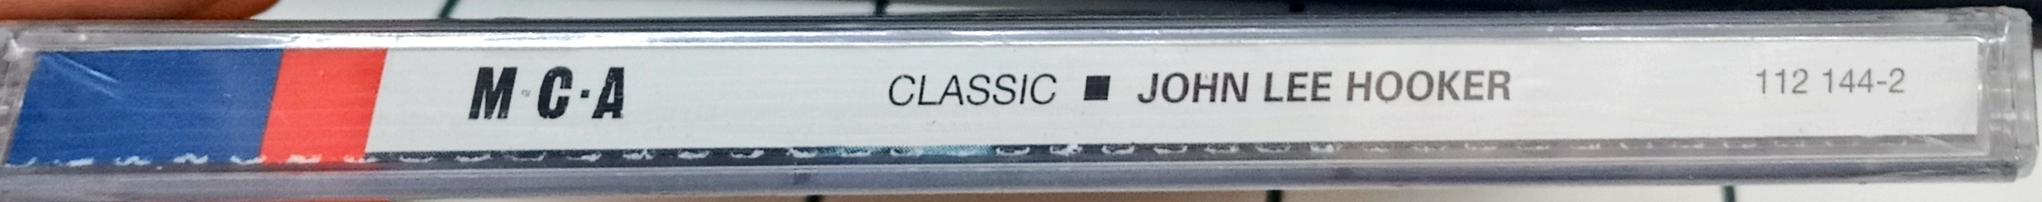 M·C·A CLASSIC ■ JOHN LEE HOOKER 112 144-2